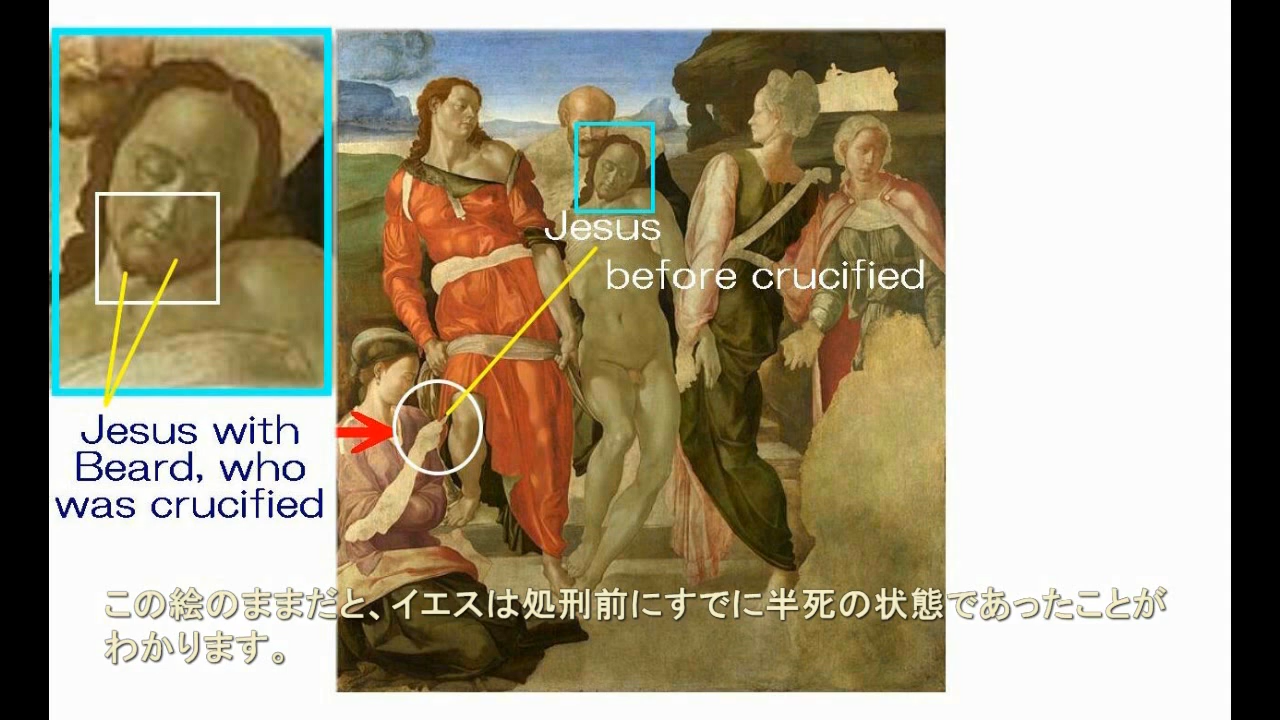 Jesus
before crucified
Jesus with
Beard, who
was crucified
この絵のままだと、イエスは処刑前にすでに半死の状態であったことが
わかります。